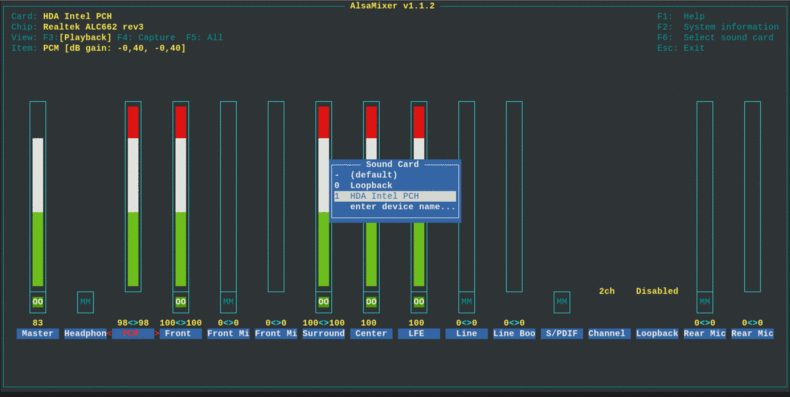 AlsaMixer v1.1.2
Card: HDA Intel PCH F1: Help
Chip: Realtek ALC662 rev3 F2: System information
View: F3:[Playback] F4: Capture F5: All F6: Select sound card
Item: PCM [dB gain: -0,40, -0,40] Esc: Exit
Sound Card
- (default)
0 Loopback
1 HDA Intel PCH
enter device name...
2ch Disabled
OO MM OO MM OO OO OO MM MM MM
83 98<>98 100<>100 0<>0 0<>0 100<>100 100 100 0<>0 0<>0 0<>0 0<>0
Master Headphon < PCM > Front Front Mi Front Mi Surround Center LFE Line Line Boo S/PDIF Channel Loopback Rear Mic Rear Mic